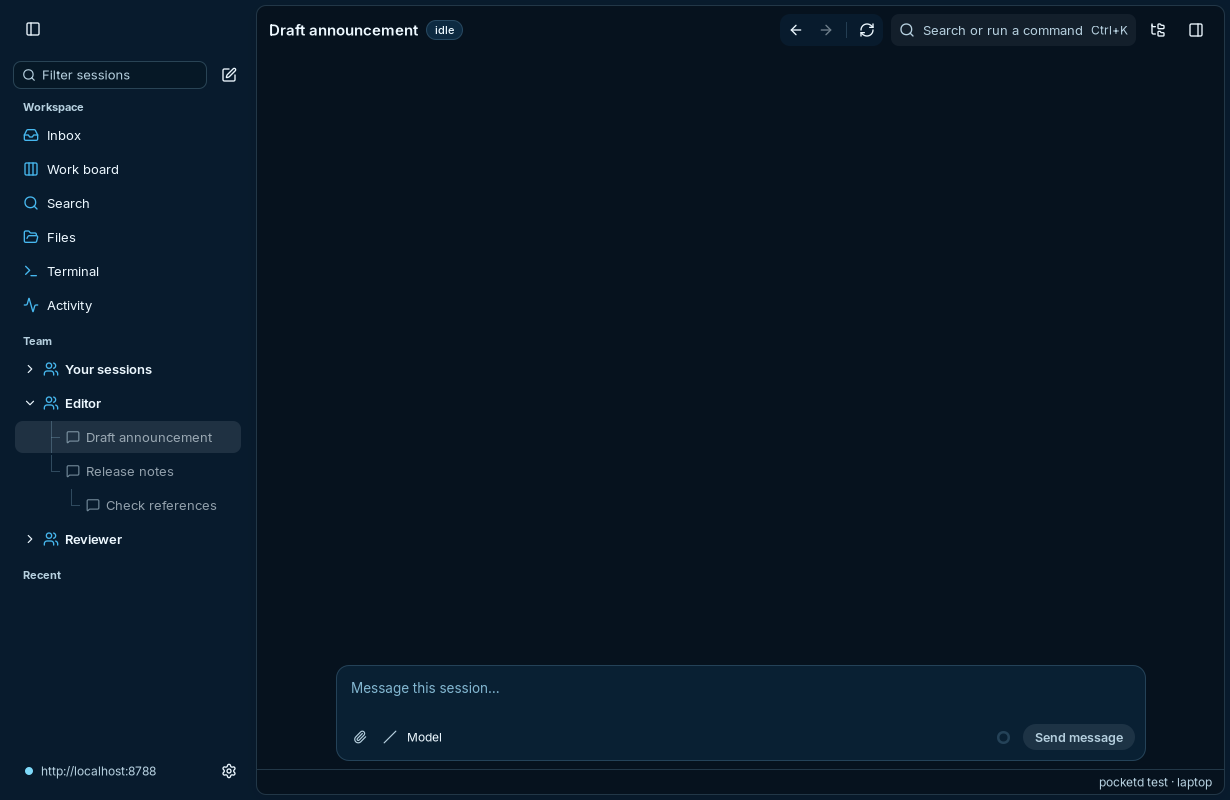 Draft announcement
idle
Search or run a command
Ctrl+K
Filter sessions
Workspace
Inbox
Work board
Search
Files
Terminal
Activity
Team
Your sessions
Editor
Draft announcement
Release notes
Check references
Reviewer
Recent
Message this session...
Model
Send message
http://localhost:8788
pocketd test · laptop